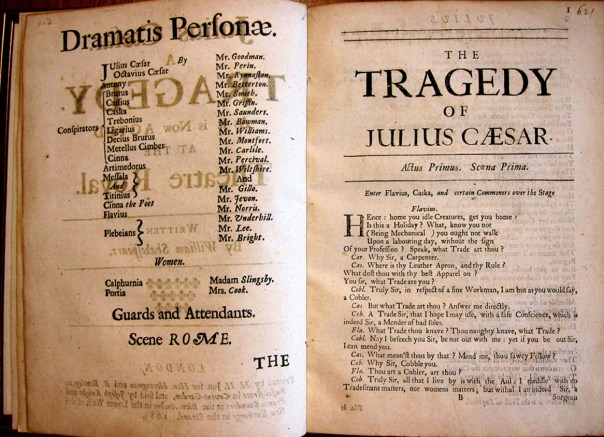 Dramatis Personæ.
JUlius Cæsar By Mr. Goodman.
Octavius Cæsar Mr. Perin.
Antony Mr. Kynnaston.
Brutus Mr. Betterton.
Cassius Mr. Smith.
Caska Mr. Griffin.
Trebonius Mr. Saunders.
Conspirators Ligarius Mr. Bowman.
Decius Brutus Mr. Williams.
Metellus Cimber Mr. Montfort.
Cinna Mr. Carlile.
Artimedorus Mr. Percival.
Messala Mr. Wiltshire.
And And
Titinius Mr. Gillo.
Cinna the Poet Mr. Jevon.
Flavius Mr. Norris.
Mr. Underhill.
Plebeians Mr. Lee.
Mr. Bright.
Women.
Calphurnia Madam Slingsby.
Portia Mrs. Cook.
Guards and Attendants.
Scene ROME.
THE
JULIUS
1
621
THE
TRAGEDY
OF
JULIUS CÆSAR.
Actus Primus. Scœna Prima.
Enter Flavius, Caska, and certain Commoners over the Stage
Flavius.
HEnce: home you idle Creatures, get you home:
Is this a Holiday? What, know you not
(Being Mechanical) you ought not walk
Upon a labouring day, without the sign
Of your Profession? Speak, what Trade art thou?
Car. Why Sir, a Carpenter.
Cas. Where is thy Leather Apron, and thy Rule?
What dost thou with thy best Apparel on?
You sir, what Trade are you?
Cobl. Truly Sir, in respect of a fine Workman, I am but as you would say,
a Cobler.
Cas. But what Trade art thou? Answer me directly.
Cob. A Trade Sir, that I hope I may use, with a safe Conscience, which is
indeed Sir, a Mender of bad soles.
Fla. What Trade thou knave? Thou naughty knave, what Trade?
Cobl. Nay I beseech you Sir, be not out with me: yet if you be out Sir,
I can mend you.
Cas. What mean'st thou by that? Mend me, thou sawcy Fellow?
Cob. Why Sir, Cobble you.
Fla. Thou art a Cobler, art thou?
Cob. Truly Sir, all that I live by is with the Aul: I meddle with no
Tradesmans matters, nor womens matters; but withal I am indeed Sir, a
B Surgeon